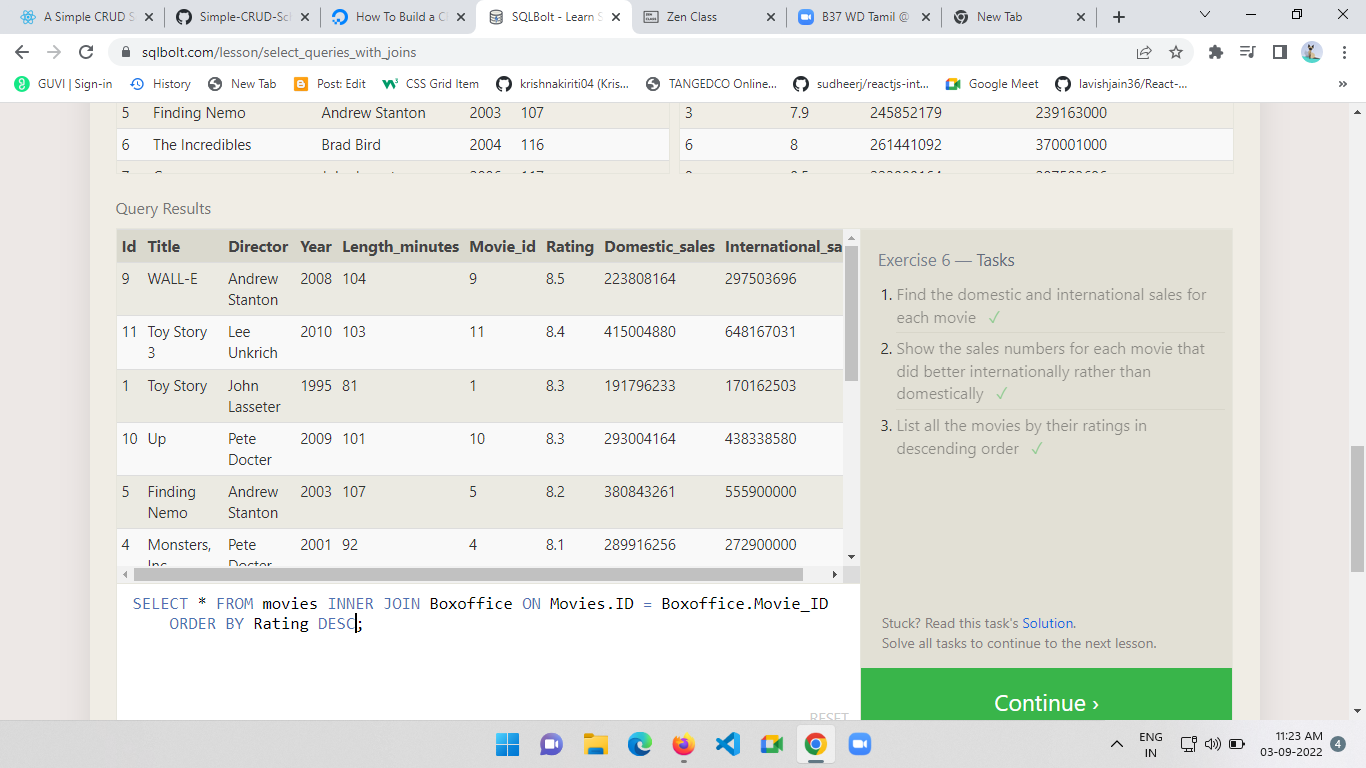 A Simple CRUD S
Simple-CRUD-Scl
How To Build a C
SQLBolt - Learn S
Zen Class
B37 WD Tamil @
New Tab
sqlbolt.com/lesson/select_queries_with_joins
GUVI | Sign-in
History
New Tab
Post: Edit
CSS Grid Item
krishnakiriti04 (Kris...
TANGEDCO Online...
sudheerj/reactjs-int...
Google Meet
lavishjain36/React-...
»
5 Finding Nemo Andrew Stanton 2003 107
3 7.9 245852179 239163000
6 The Incredibles Brad Bird 2004 116
6 8 261441092 370001000
Query Results
Id Title Director Year Length_minutes Movie_id Rating Domestic_sales International_sa
9 WALL-E Andrew Stanton 2008 104 9 8.5 223808164 297503696
11 Toy Story 3 Lee Unkrich 2010 103 11 8.4 415004880 648167031
1 Toy Story John Lasseter 1995 81 1 8.3 191796233 170162503
10 Up Pete Docter 2009 101 10 8.3 293004164 438338580
5 Finding Nemo Andrew Stanton 2003 107 5 8.2 380843261 555900000
4 Monsters, Inc. Pete Docter 2001 92 4 8.1 289916256 272900000
SELECT * FROM movies INNER JOIN Boxoffice ON Movies.ID = Boxoffice.Movie_ID
ORDER BY Rating DESC;
RESET
Exercise 6 — Tasks
1. Find the domestic and international sales for
each movie ✓
2. Show the sales numbers for each movie that
did better internationally rather than
domestically ✓
3. List all the movies by their ratings in
descending order ✓
Stuck? Read this task's Solution.
Solve all tasks to continue to the next lesson.
Continue ›
ENG
IN
11:23 AM
03-09-2022
4